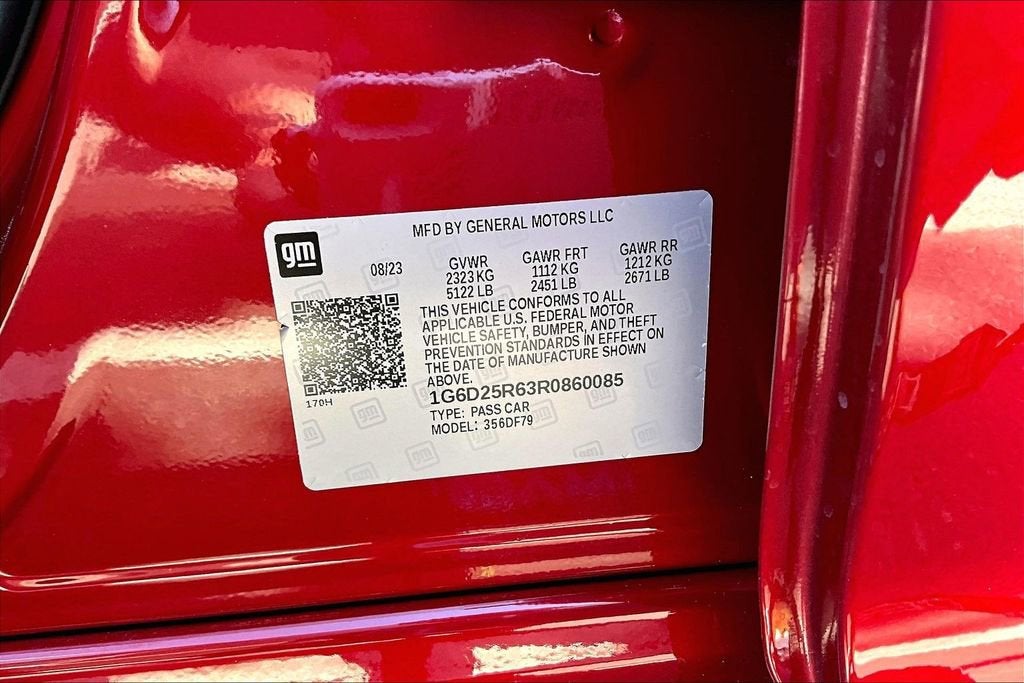 MFD BY GENERAL MOTORS LLC
gm
08/23
GVWR
2323 KG
5122 LB
GAWR FRT
1112 KG
2451 LB
GAWR RR
1212 KG
2671 LB
THIS VEHICLE CONFORMS TO ALL
APPLICABLE U.S. FEDERAL MOTOR
VEHICLE SAFETY, BUMPER, AND THEFT
PREVENTION STANDARDS IN EFFECT ON
THE DATE OF MANUFACTURE SHOWN
ABOVE.
1G6D25R63R0860085
TYPE: PASS CAR
MODEL: 356DF79
170H